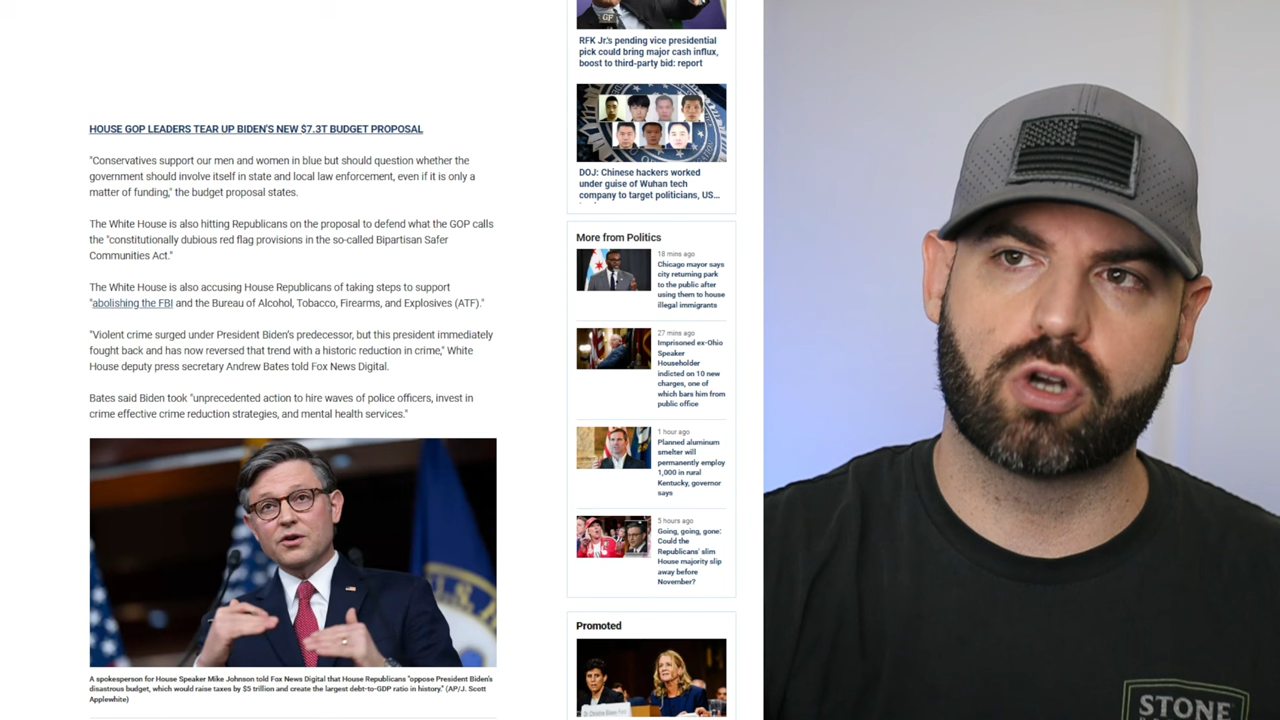 HOUSE GOP LEADERS TEAR UP BIDEN'S NEW $7.3T BUDGET PROPOSAL
"Conservatives support our men and women in blue but should question whether the
government should involve itself in state and local law enforcement, even if it is only a
matter of funding," the budget proposal states.
The White House is also hitting Republicans on the proposal to defend what the GOP calls
the "constitutionally dubious red flag provisions in the so-called Bipartisan Safer
Communities Act."
The White House is also accusing House Republicans of taking steps to support
"abolishing the FBI and the Bureau of Alcohol, Tobacco, Firearms, and Explosives (ATF)."
"Violent crime surged under President Biden's predecessor, but this president immediately
fought back and has now reversed that trend with a historic reduction in crime," White
House deputy press secretary Andrew Bates told Fox News Digital.
Bates said Biden took "unprecedented action to hire waves of police officers, invest in
crime effective crime reduction strategies, and mental health services."
A spokesperson for House Speaker Mike Johnson told Fox News Digital that House Republicans "oppose President Biden's
disastrous budget, which would raise taxes by $5 trillion and create the largest debt-to-GDP ratio in history." (AP/J. Scott
Applewhite)
GF
RFK Jr.'s pending vice presidential
pick could bring major cash influx,
boost to third-party bid: report
DOJ: Chinese hackers worked
under guise of Wuhan tech
company to target politicians, US...
More from Politics
18 mins ago
Chicago mayor says
city returning park
to the public after
using them to house
illegal immigrants
27 mins ago
Imprisoned ex-Ohio
Speaker
Householder
indicted on 10 new
charges, one of
which bars him from
public office
1 hour ago
Planned aluminum
smelter will
permanently employ
1,000 in rural
Kentucky, governor
says
5 hours ago
Going, going, gone:
Could the
Republicans' slim
House majority slip
away before
November?
Promoted
STONE